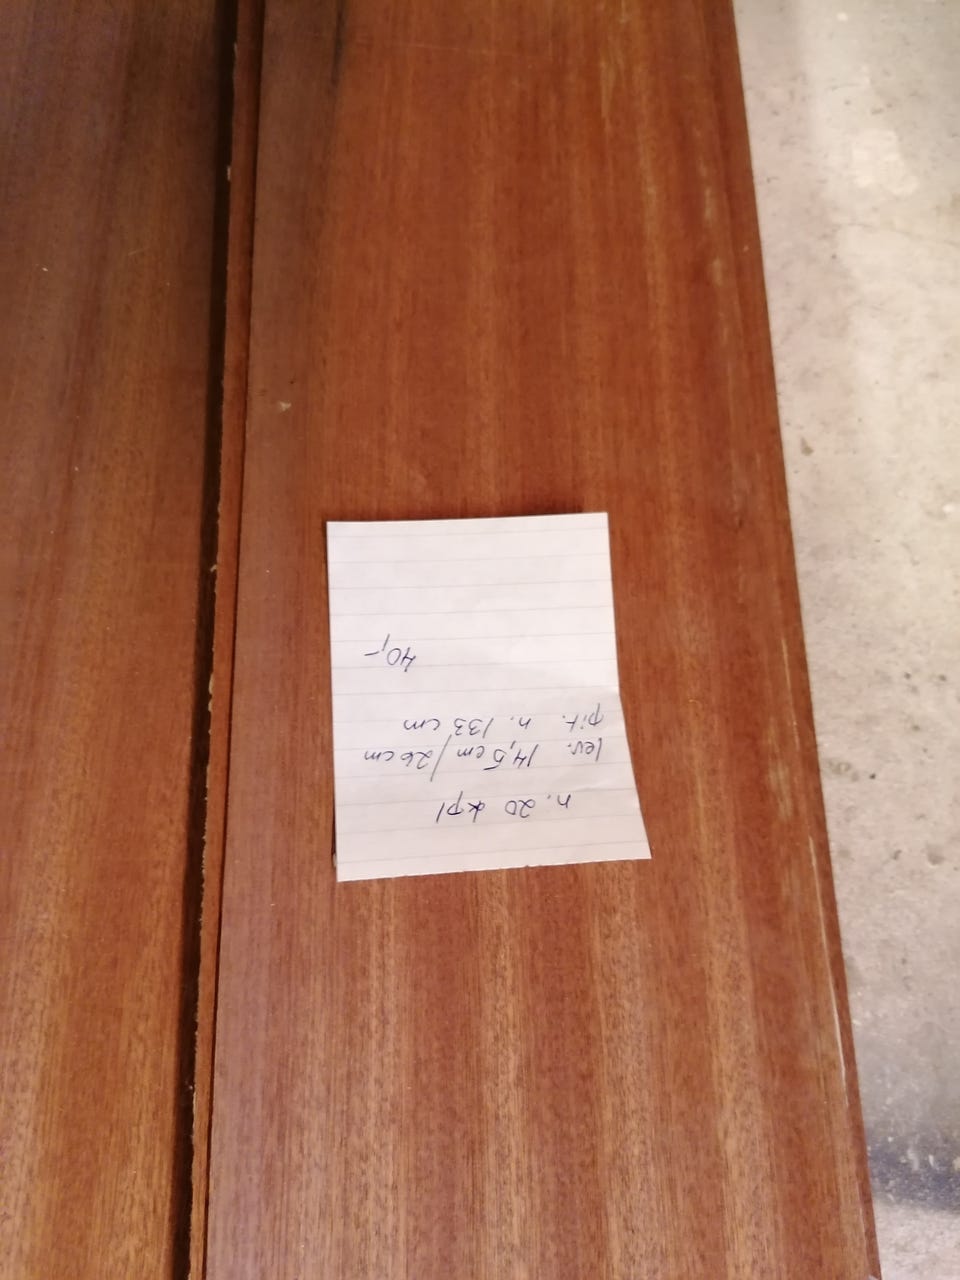 n. 20 kpl
lev. 14,5 cm / 26 cm
pit. n. 133 cm
40,-